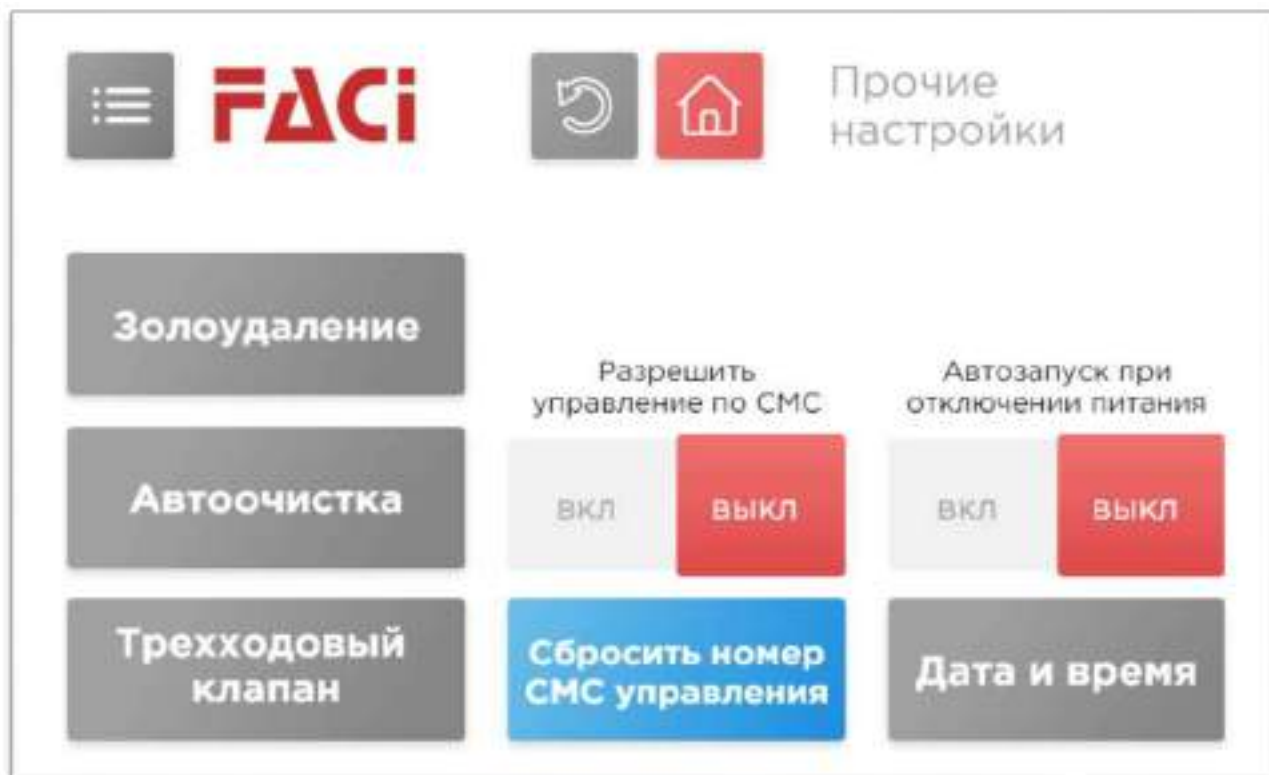 FACi
Прочие
настройки
Золоудаление
Разрешить
управление по СМС
Автозапуск при
отключении питания
Автоочистка
ВКЛ
ВЫКЛ
ВКЛ
ВЫКЛ
Трехходовый
клапан
Сбросить номер
СМС управления
Дата и время